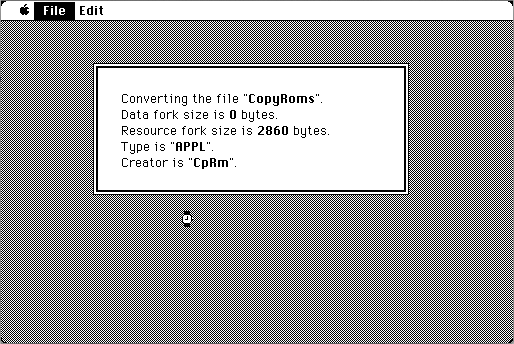 File Edit
Converting the file "CopyRoms".
Data fork size is 0 bytes.
Resource fork size is 2860 bytes.
Type is "APPL".
Creator is "CpRm".